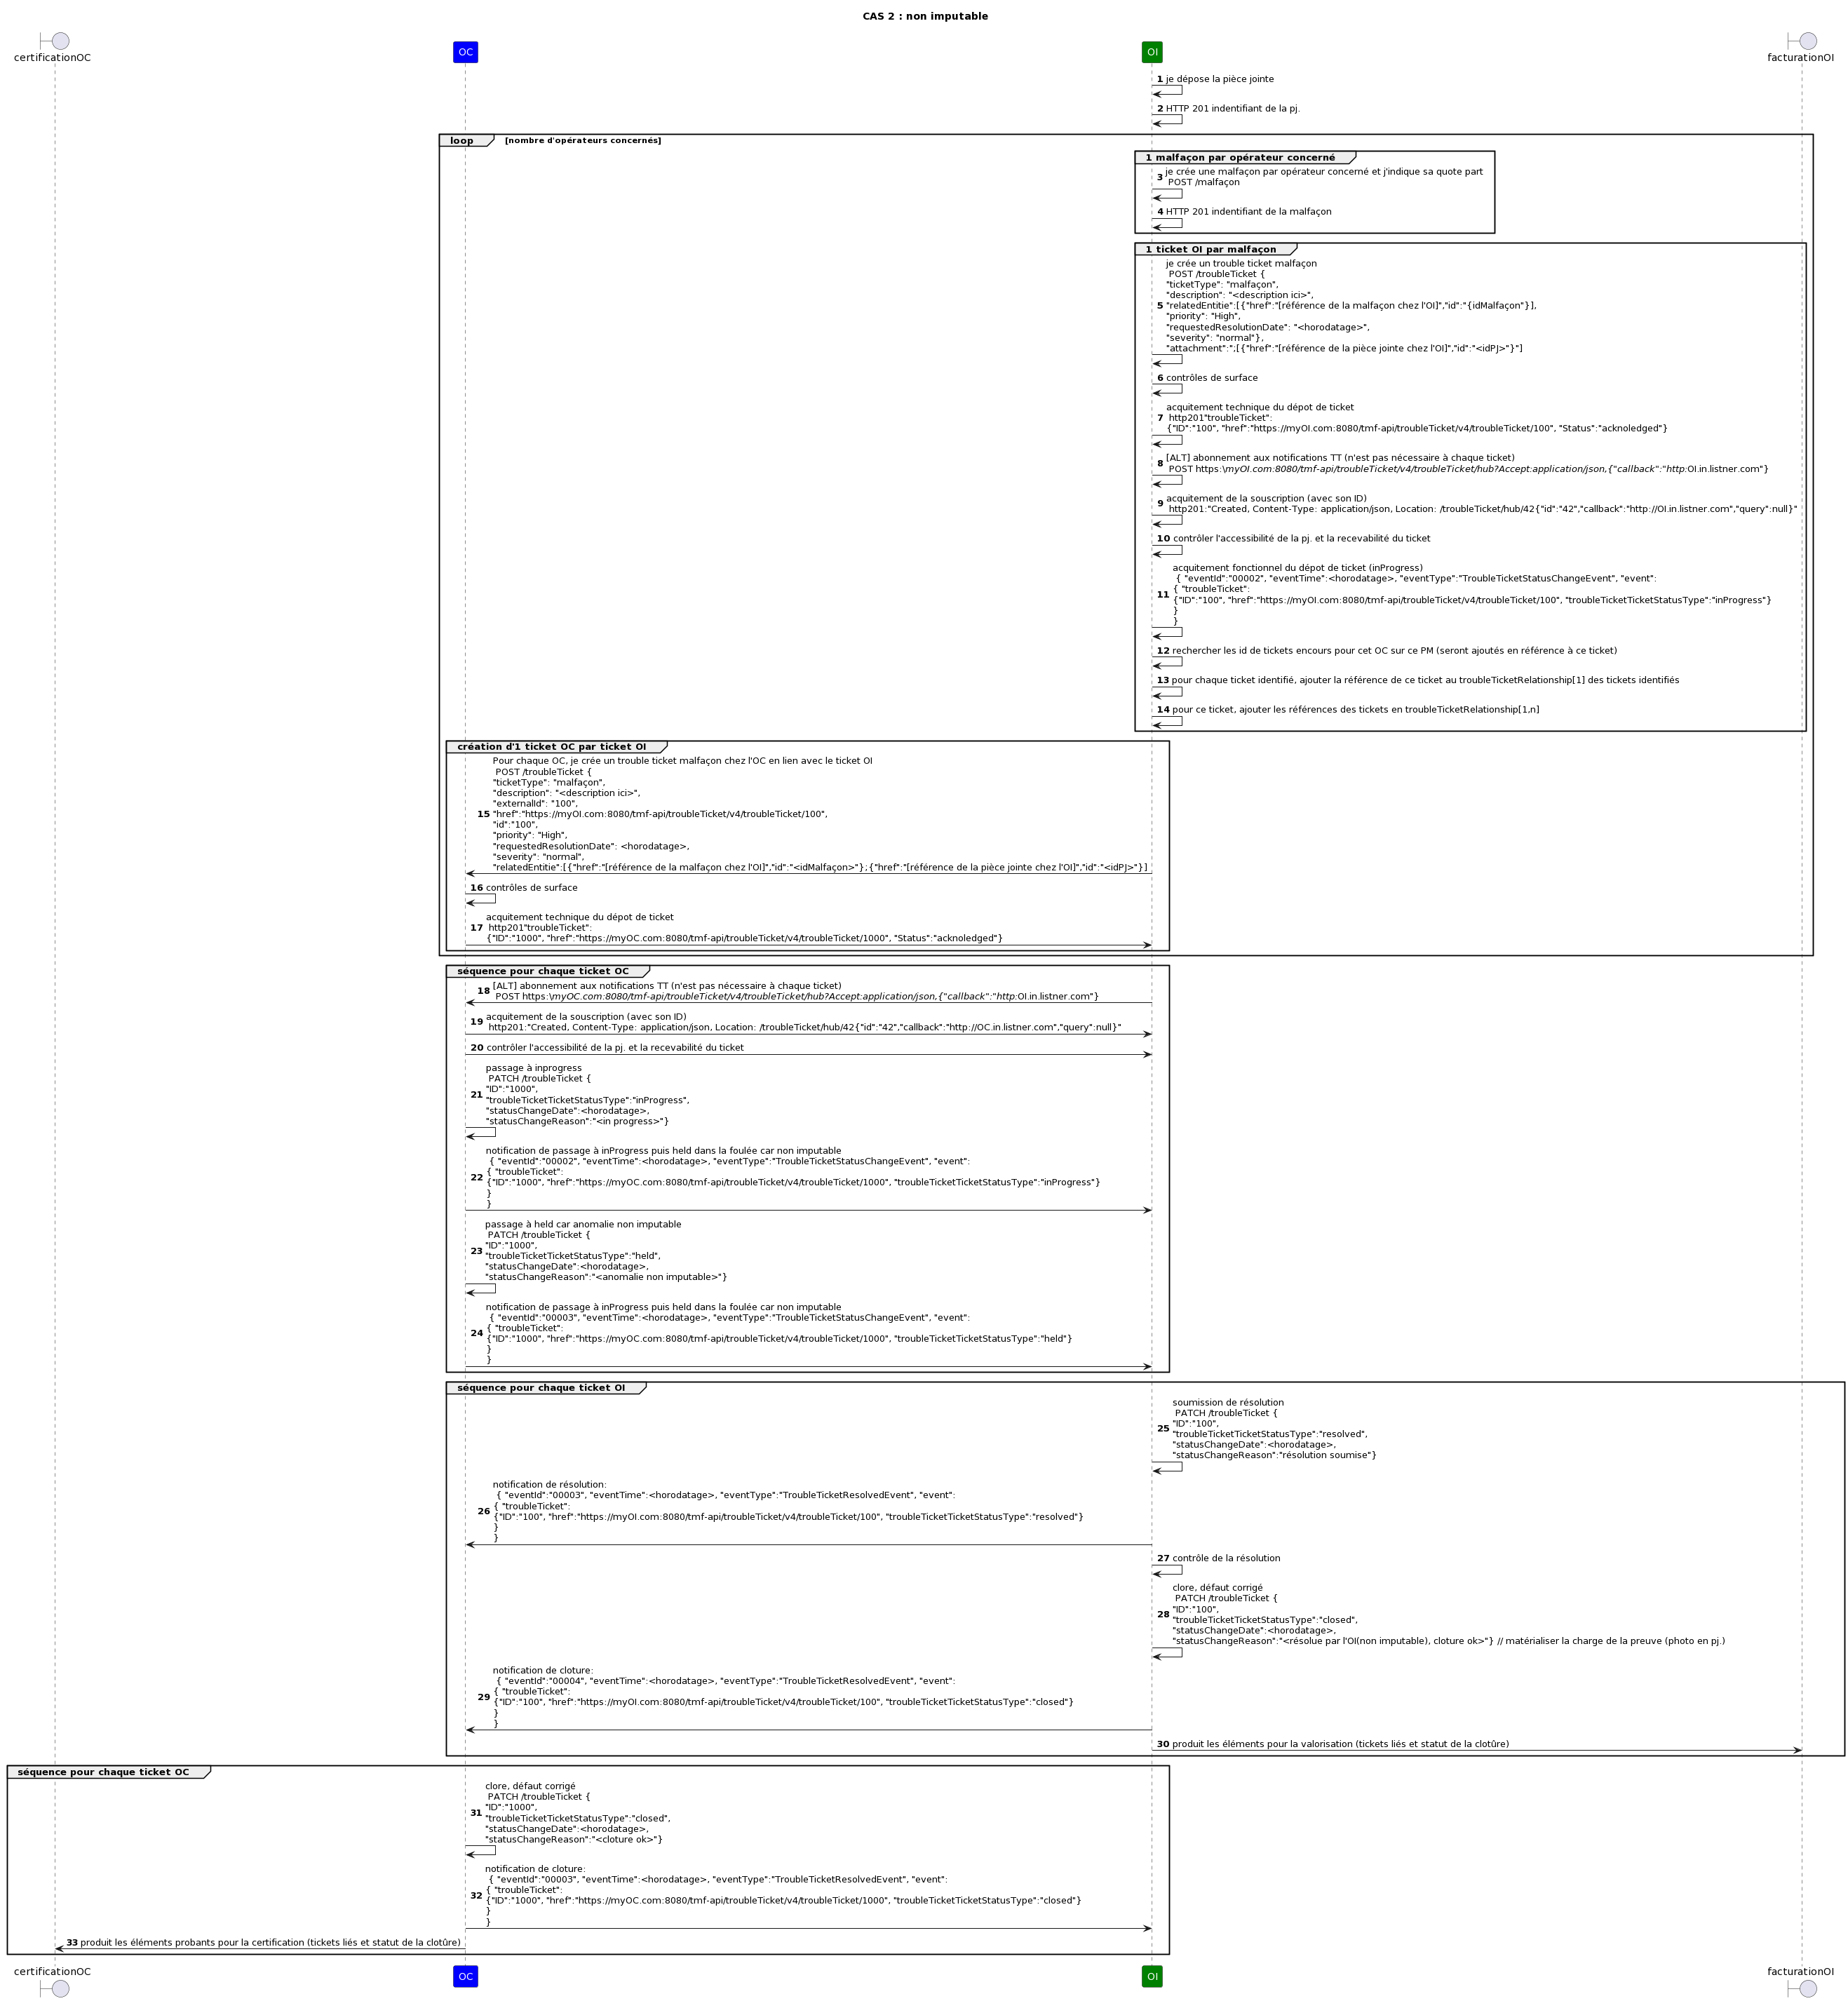 CAS 2 : non imputable
certificationOC
OC
OI
facturationOI
1 je dépose la pièce jointe
2 HTTP 201 indentifiant de la pj.
loop [nombre d'opérateurs concernés]
1 malfaçon par opérateur concerné
3 je crée une malfaçon par opérateur concerné et j'indique sa quote part
POST /malfaçon
4 HTTP 201 indentifiant de la malfaçon
1 ticket OI par malfaçon
je crée un trouble ticket malfaçon
POST /troubleTicket {
"ticketType": "malfaçon",
"description": "<description ici>",
5 "relatedEntitie":[{"href":"[référence de la malfaçon chez l'OI]","id":"{idMalfaçon"}],
"priority": "High",
"requestedResolutionDate": "<horodatage>",
"severity": "normal"},
"attachment":";[{"href":"[référence de la pièce jointe chez l'OI]","id":"<idPJ>"}"]
6 contrôles de surface
acquitement technique du dépot de ticket
7 http201"troubleTicket":
{"ID":"100", "href":"https://myOI.com:8080/tmf-api/troubleTicket/v4/troubleTicket/100", "Status":"acknoledged"}
8 [ALT] abonnement aux notifications TT (n'est pas nécessaire à chaque ticket)
POST https:\myOI.com:8080/tmf-api/troubleTicket/v4/troubleTicket/hub?Accept:application/json,{"callback":"http:OI.in.listner.com"}
9 acquitement de la souscription (avec son ID)
http201:"Created, Content-Type: application/json, Location: /troubleTicket/hub/42{"id":"42","callback":"http://OI.in.listner.com","query":null}"
10 contrôler l'accessibilité de la pj. et la recevabilité du ticket
acquitement fonctionnel du dépot de ticket (inProgress)
{ "eventId":"00002", "eventTime":<horodatage>, "eventType":"TroubleTicketStatusChangeEvent", "event":
{ "troubleTicket":
11 {"ID":"100", "href":"https://myOI.com:8080/tmf-api/troubleTicket/v4/troubleTicket/100", "troubleTicketTicketStatusType":"inProgress"}
}
}
12 rechercher les id de tickets encours pour cet OC sur ce PM (seront ajoutés en référence à ce ticket)
13 pour chaque ticket identifié, ajouter la référence de ce ticket au troubleTicketRelationship[1] des tickets identifiés
14 pour ce ticket, ajouter les références des tickets en troubleTicketRelationship[1,n]
création d'1 ticket OC par ticket OI
Pour chaque OC, je crée un trouble ticket malfaçon chez l'OC en lien avec le ticket OI
POST /troubleTicket {
"ticketType": "malfaçon",
"description": "<description ici>",
"externalId": "100",
15 "href":"https://myOI.com:8080/tmf-api/troubleTicket/v4/troubleTicket/100",
"id":"100",
"priority": "High",
"requestedResolutionDate": <horodatage>,
"severity": "normal",
"relatedEntitie":[{"href":"[référence de la malfaçon chez l'OI]","id":"<idMalfaçon>"};{"href":"[référence de la pièce jointe chez l'OI]","id":"<idPJ>"}]
16 contrôles de surface
acquitement technique du dépot de ticket
17 http201"troubleTicket":
{"ID":"1000", "href":"https://myOC.com:8080/tmf-api/troubleTicket/v4/troubleTicket/1000", "Status":"acknoledged"}
séquence pour chaque ticket OC
18 [ALT] abonnement aux notifications TT (n'est pas nécessaire à chaque ticket)
POST https:\myOC.com:8080/tmf-api/troubleTicket/v4/troubleTicket/hub?Accept:application/json,{"callback":"http:OI.in.listner.com"}
19 acquitement de la souscription (avec son ID)
http201:"Created, Content-Type: application/json, Location: /troubleTicket/hub/42{"id":"42","callback":"http://OC.in.listner.com","query":null}"
20 contrôler l'accessibilité de la pj. et la recevabilité du ticket
passage à inprogress
PATCH /troubleTicket {
21 "ID":"1000",
"troubleTicketTicketStatusType":"inProgress",
"statusChangeDate":<horodatage>,
"statusChangeReason":"<in progress>"}
notification de passage à inProgress puis held dans la foulée car non imputable
{ "eventId":"00002", "eventTime":<horodatage>, "eventType":"TroubleTicketStatusChangeEvent", "event":
{ "troubleTicket":
22 {"ID":"1000", "href":"https://myOC.com:8080/tmf-api/troubleTicket/v4/troubleTicket/1000", "troubleTicketTicketStatusType":"inProgress"}
}
}
passage à held car anomalie non imputable
PATCH /troubleTicket {
23 "ID":"1000",
"troubleTicketTicketStatusType":"held",
"statusChangeDate":<horodatage>,
"statusChangeReason":"<anomalie non imputable>"}
notification de passage à inProgress puis held dans la foulée car non imputable
{ "eventId":"00003", "eventTime":<horodatage>, "eventType":"TroubleTicketStatusChangeEvent", "event":
{ "troubleTicket":
24 {"ID":"1000", "href":"https://myOC.com:8080/tmf-api/troubleTicket/v4/troubleTicket/1000", "troubleTicketTicketStatusType":"held"}
}
}
séquence pour chaque ticket OI
soumission de résolution
PATCH /troubleTicket {
25 "ID":"100",
"troubleTicketTicketStatusType":"resolved",
"statusChangeDate":<horodatage>,
"statusChangeReason":"résolution soumise"}
notification de résolution:
{ "eventId":"00003", "eventTime":<horodatage>, "eventType":"TroubleTicketResolvedEvent", "event":
{ "troubleTicket":
26 {"ID":"100", "href":"https://myOI.com:8080/tmf-api/troubleTicket/v4/troubleTicket/100", "troubleTicketTicketStatusType":"resolved"}
}
}
27 contrôle de la résolution
clore, défaut corrigé
PATCH /troubleTicket {
28 "ID":"100",
"troubleTicketTicketStatusType":"closed",
"statusChangeDate":<horodatage>,
"statusChangeReason":"<résolue par l'OI(non imputable), cloture ok>"} // matérialiser la charge de la preuve (photo en pj.)
notification de cloture:
{ "eventId":"00004", "eventTime":<horodatage>, "eventType":"TroubleTicketResolvedEvent", "event":
{ "troubleTicket":
29 {"ID":"100", "href":"https://myOI.com:8080/tmf-api/troubleTicket/v4/troubleTicket/100", "troubleTicketTicketStatusType":"closed"}
}
}
30 produit les éléments pour la valorisation (tickets liés et statut de la clotûre)
séquence pour chaque ticket OC
clore, défaut corrigé
PATCH /troubleTicket {
31 "ID":"1000",
"troubleTicketTicketStatusType":"closed",
"statusChangeDate":<horodatage>,
"statusChangeReason":"<cloture ok>"}
notification de cloture:
{ "eventId":"00003", "eventTime":<horodatage>, "eventType":"TroubleTicketResolvedEvent", "event":
{ "troubleTicket":
32 {"ID":"1000", "href":"https://myOC.com:8080/tmf-api/troubleTicket/v4/troubleTicket/1000", "troubleTicketTicketStatusType":"closed"}
}
}
33 produit les éléments probants pour la certification (tickets liés et statut de la clotûre)
certificationOC
OC
OI
facturationOI